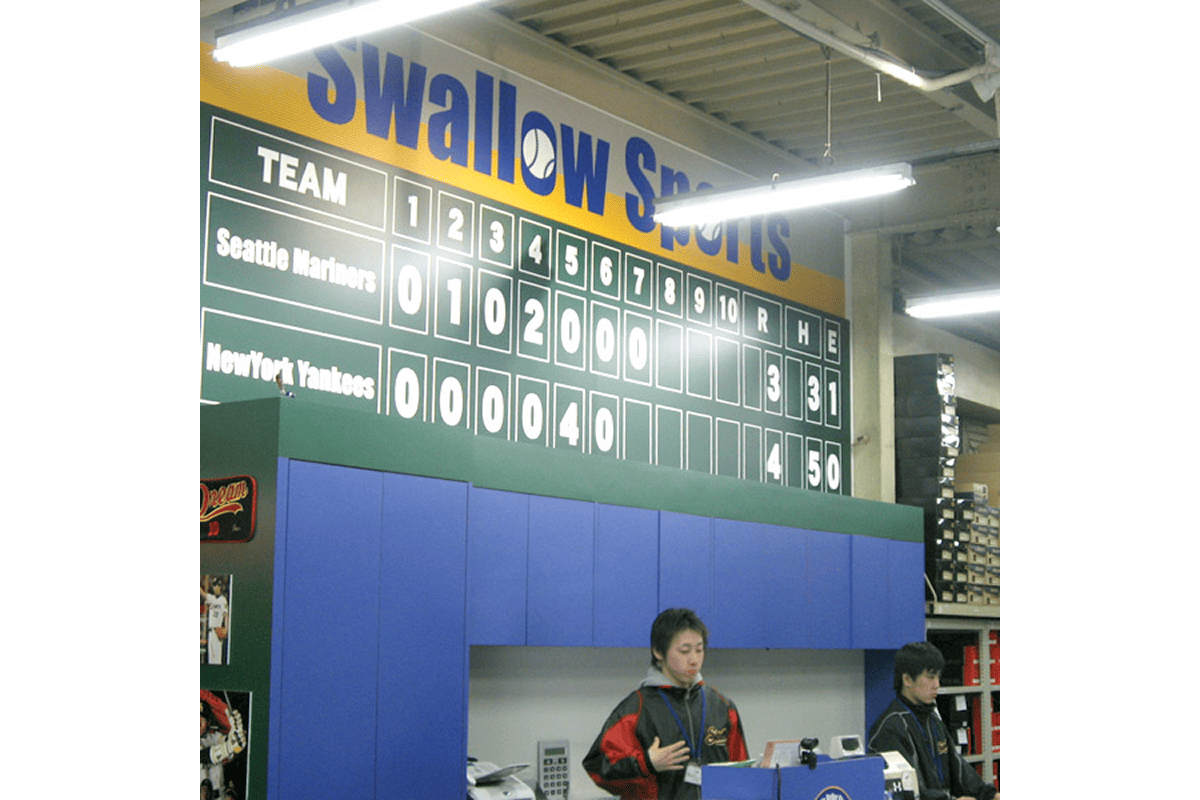 Swallow Sports
TEAM 1 2 3 4 5 6 7 8 9 10 R H E
Seattle Mariners 0 1 0 2 0 0 0 3 3 1
NewYork Yankees 0 0 0 0 4 0 4 5 0
Dream
10